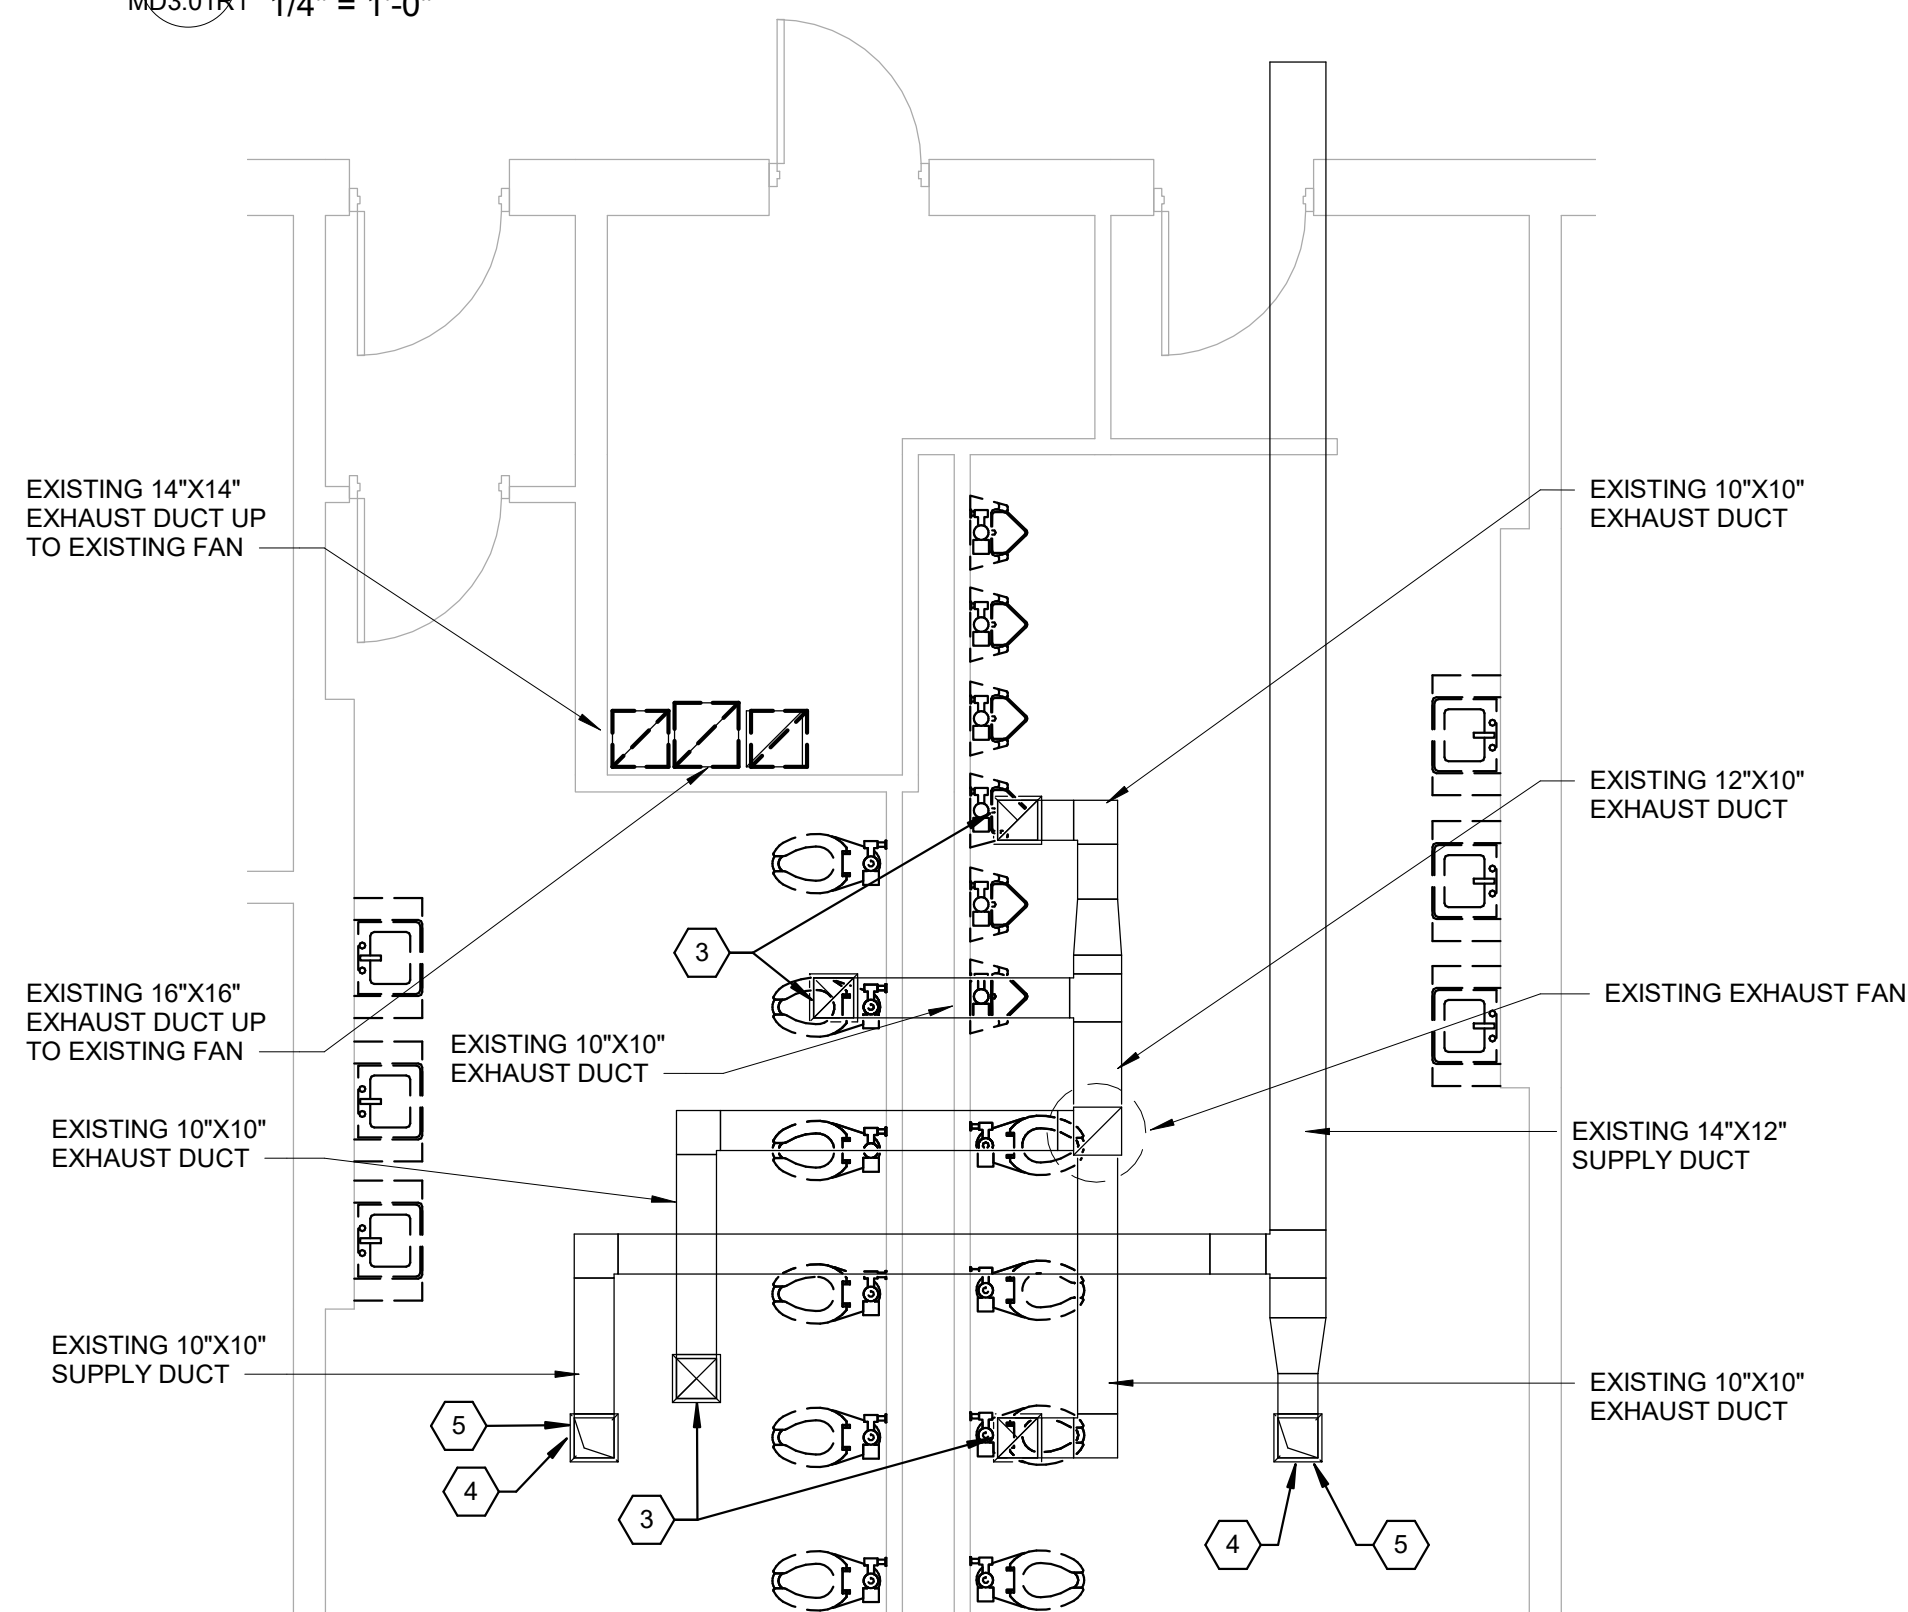 MD3.01R1 1/4" = 1'-0"
EXISTING 14"X14"
EXHAUST DUCT UP
TO EXISTING FAN
EXISTING 10"X10"
EXHAUST DUCT
EXISTING 12"X10"
EXHAUST DUCT
3
EXISTING 16"X16"
EXHAUST DUCT UP
TO EXISTING FAN
EXISTING EXHAUST FAN
EXISTING 10"X10"
EXHAUST DUCT
EXISTING 10"X10"
EXHAUST DUCT
EXISTING 14"X12"
SUPPLY DUCT
EXISTING 10"X10"
SUPPLY DUCT
EXISTING 10"X10"
EXHAUST DUCT
5
4
3
4
5